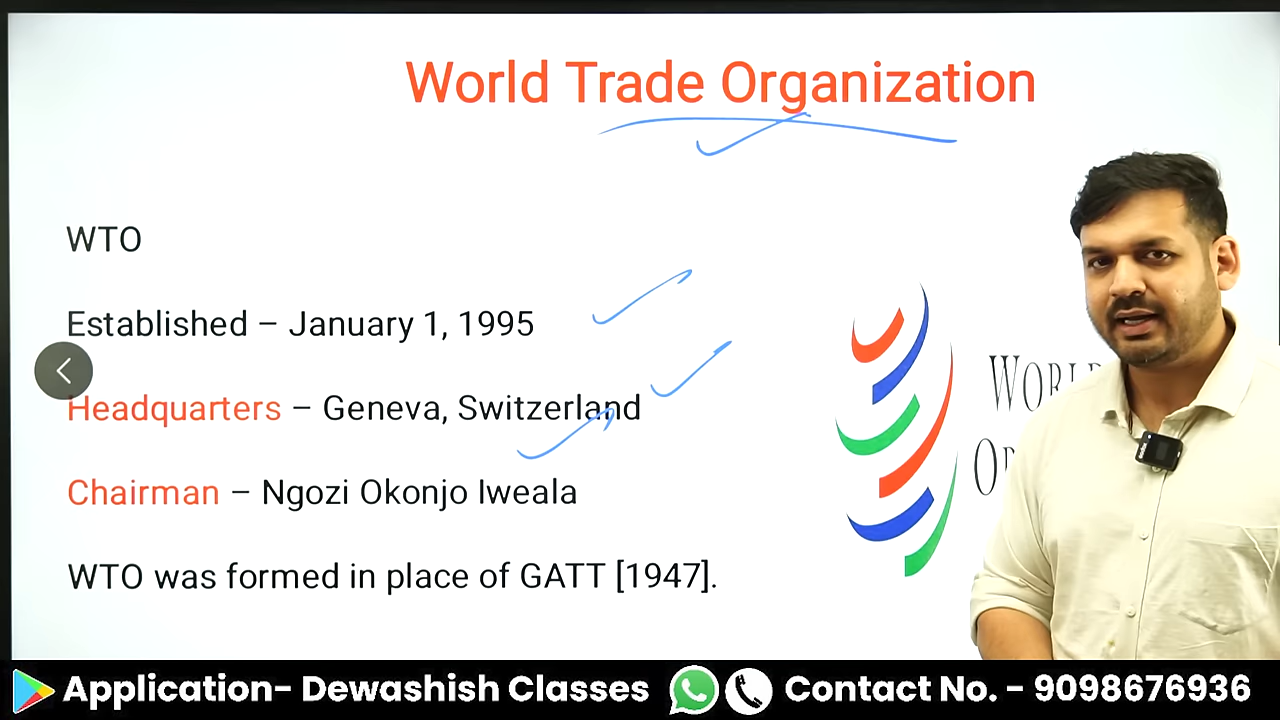 World Trade Organization
WTO
Established – January 1, 1995
Headquarters – Geneva, Switzerland
Chairman – Ngozi Okonjo Iweala
WTO was formed in place of GATT [1947].
Application- Dewashish Classes
Contact No. - 9098676936